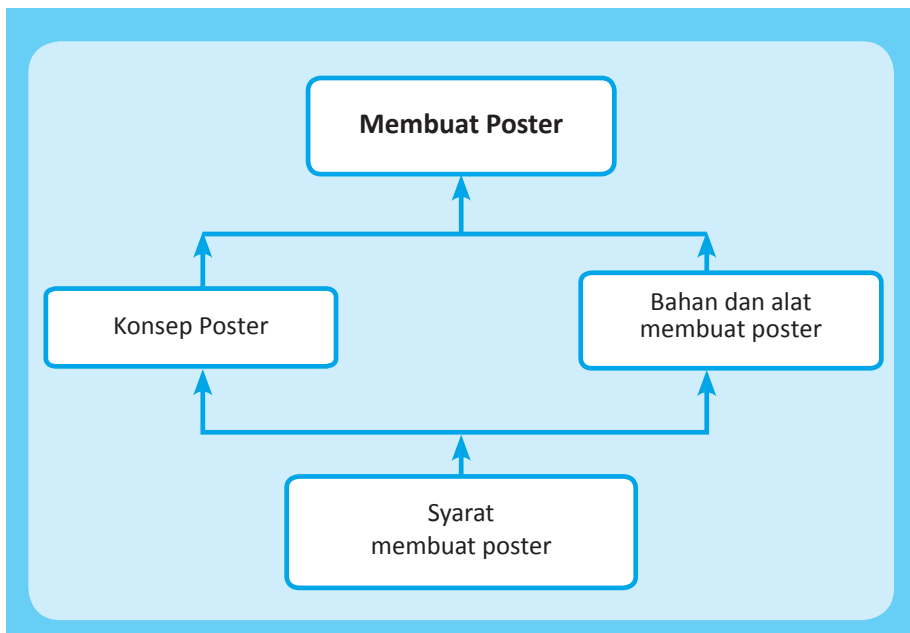 Membuat Poster
Konsep Poster
Bahan dan alat
membuat poster
Syarat
membuat poster